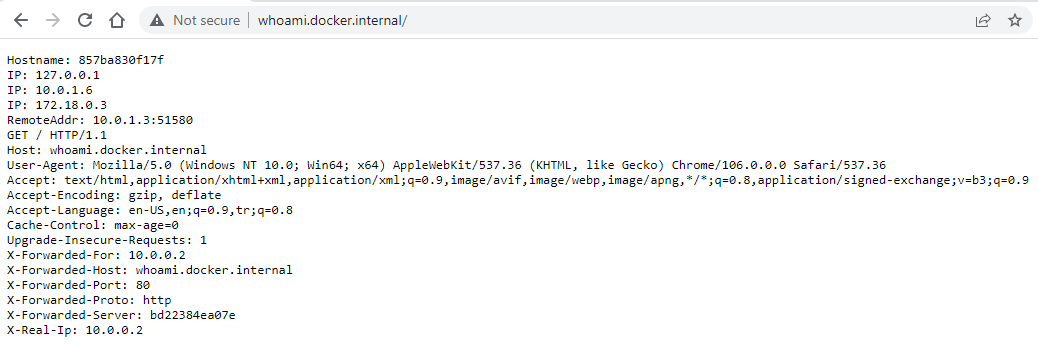 Not secure | whoami.docker.internal/
Hostname: 857ba830f17f
IP: 127.0.0.1
IP: 10.0.1.6
IP: 172.18.0.3
RemoteAddr: 10.0.1.3:51580
GET / HTTP/1.1
Host: whoami.docker.internal
User-Agent: Mozilla/5.0 (Windows NT 10.0; Win64; x64) AppleWebKit/537.36 (KHTML, like Gecko) Chrome/106.0.0.0 Safari/537.36
Accept: text/html,application/xhtml+xml,application/xml;q=0.9,image/avif,image/webp,image/apng,*/*;q=0.8,application/signed-exchange;v=b3;q=0.9
Accept-Encoding: gzip, deflate
Accept-Language: en-US,en;q=0.9,tr;q=0.8
Cache-Control: max-age=0
Upgrade-Insecure-Requests: 1
X-Forwarded-For: 10.0.0.2
X-Forwarded-Host: whoami.docker.internal
X-Forwarded-Port: 80
X-Forwarded-Proto: http
X-Forwarded-Server: bd22384ea07e
X-Real-Ip: 10.0.0.2